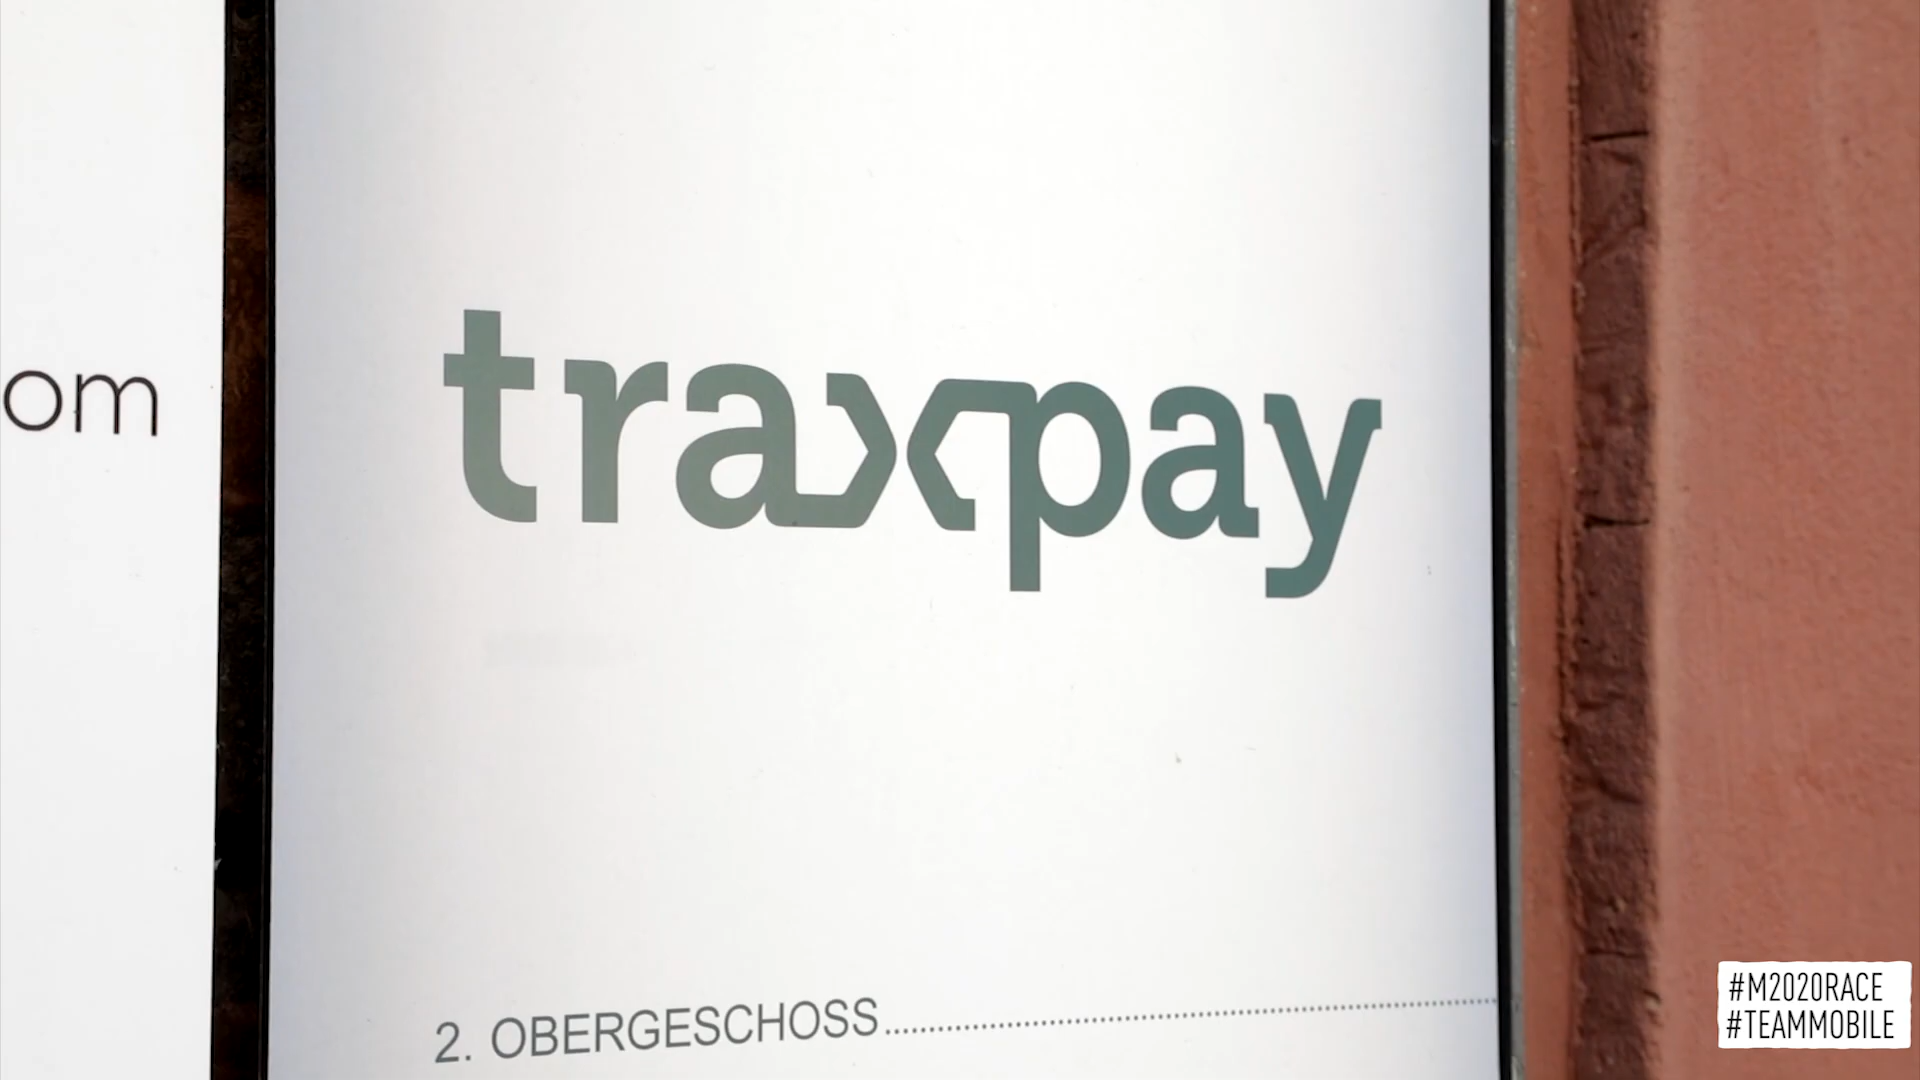 om
traxpay
2. OBERGESCHOSS
#M2020RACE
#TEAMMOBILE